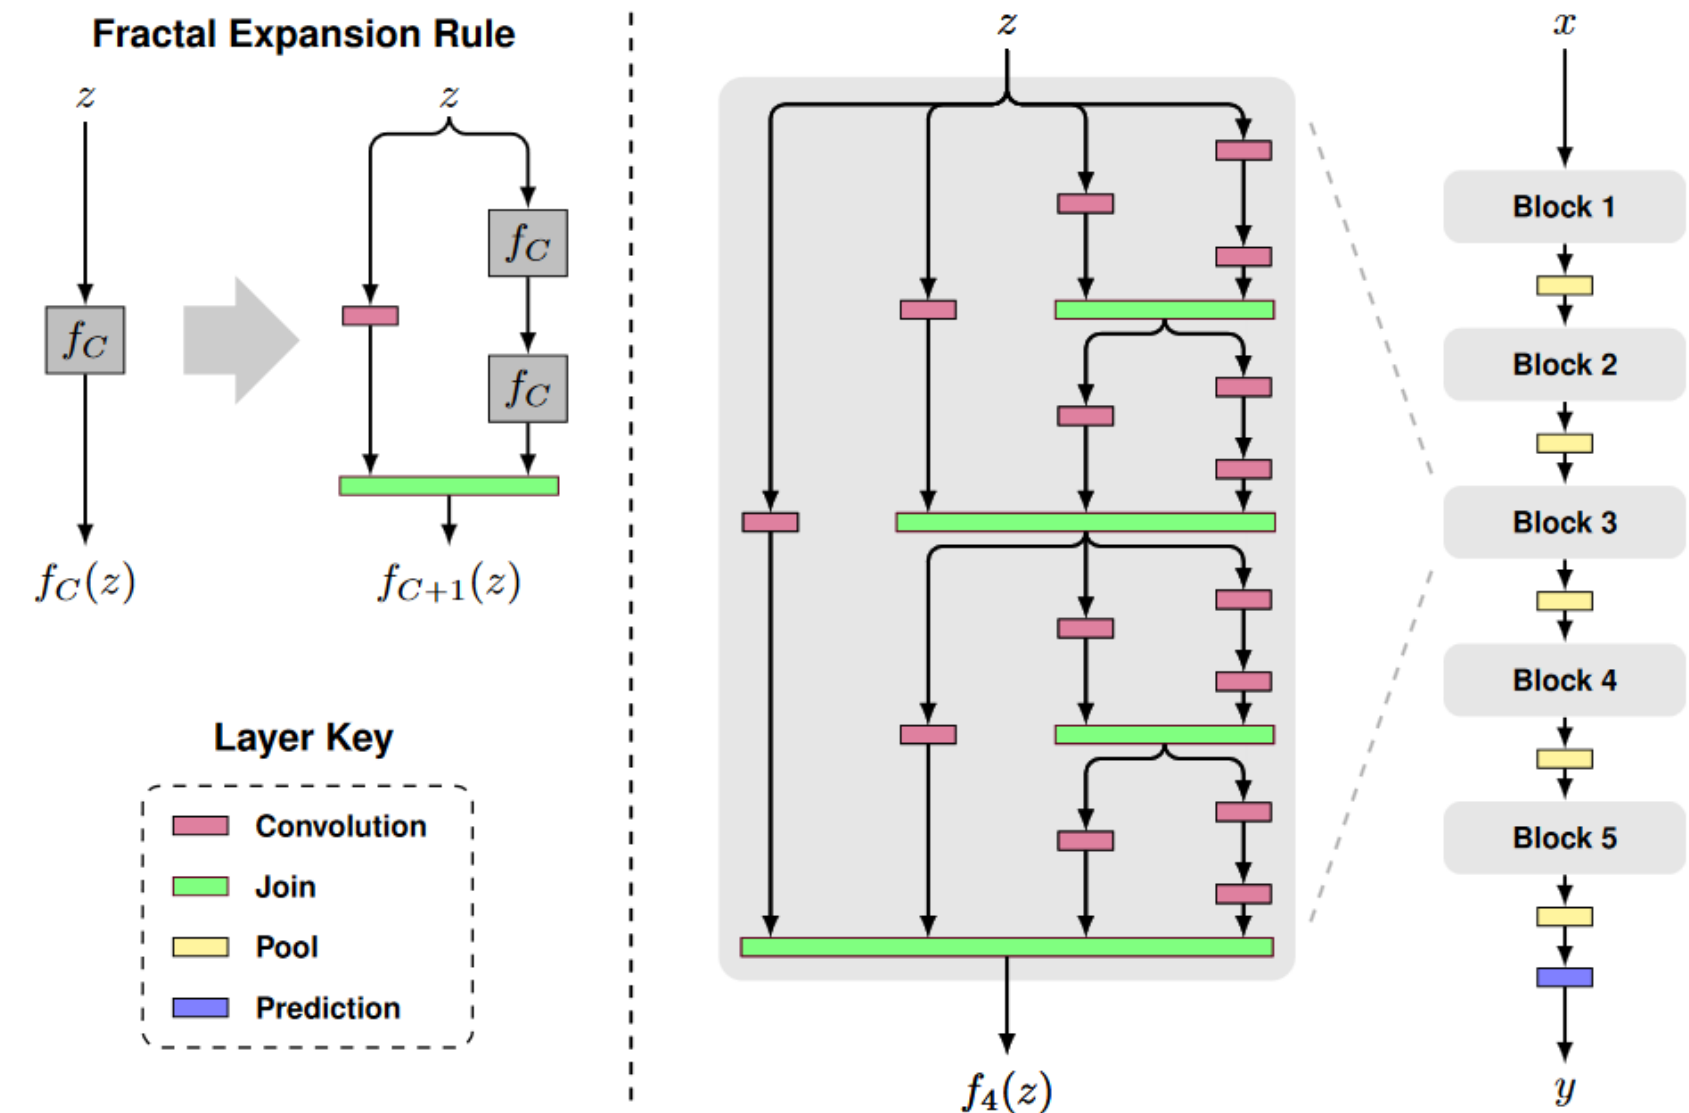 Fractal Expansion Rule
z
f_C
f_C(z)
z
f_C
f_C
f_{C+1}(z)
Layer Key
Convolution
Join
Pool
Prediction
z
f_4(z)
x
Block 1
Block 2
Block 3
Block 4
Block 5
y